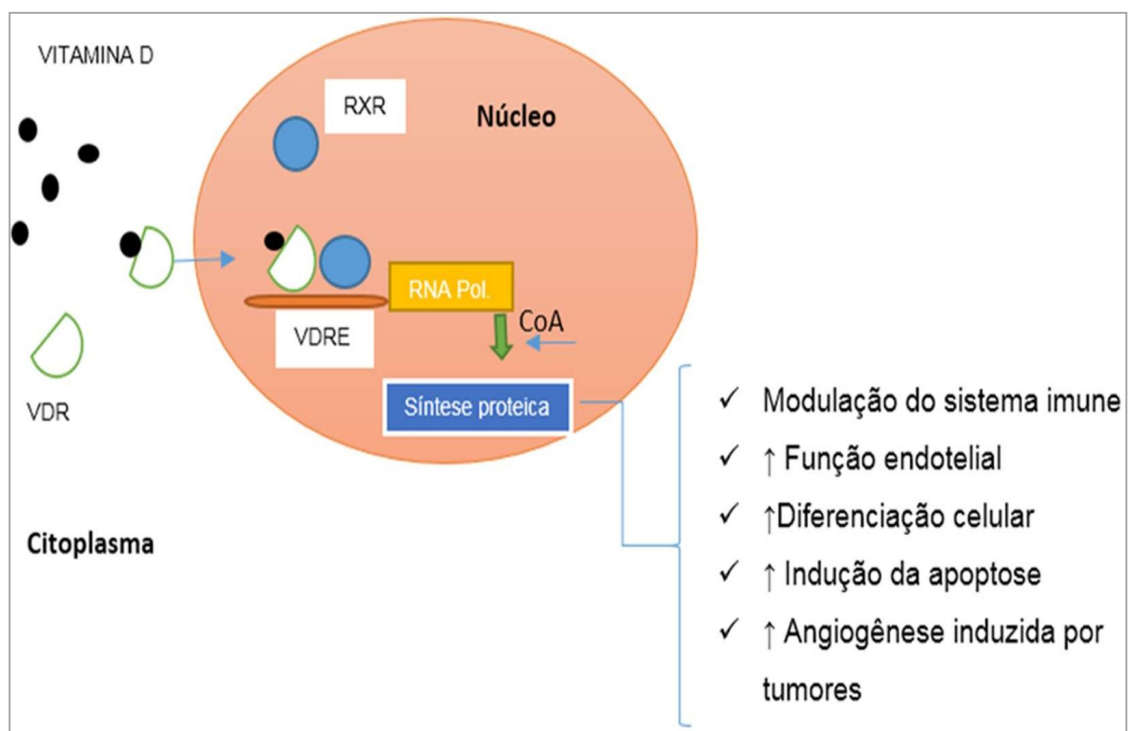 VITAMINA D
RXR
Núcleo
RNA Pol.
CoA
VDRE
Síntese proteica
VDR
Citoplasma
✓ Modulação do sistema imune
✓ ↑ Função endotelial
✓ ↑Diferenciação celular
✓ ↑ Indução da apoptose
✓ ↑ Angiogênese induzida por
tumores